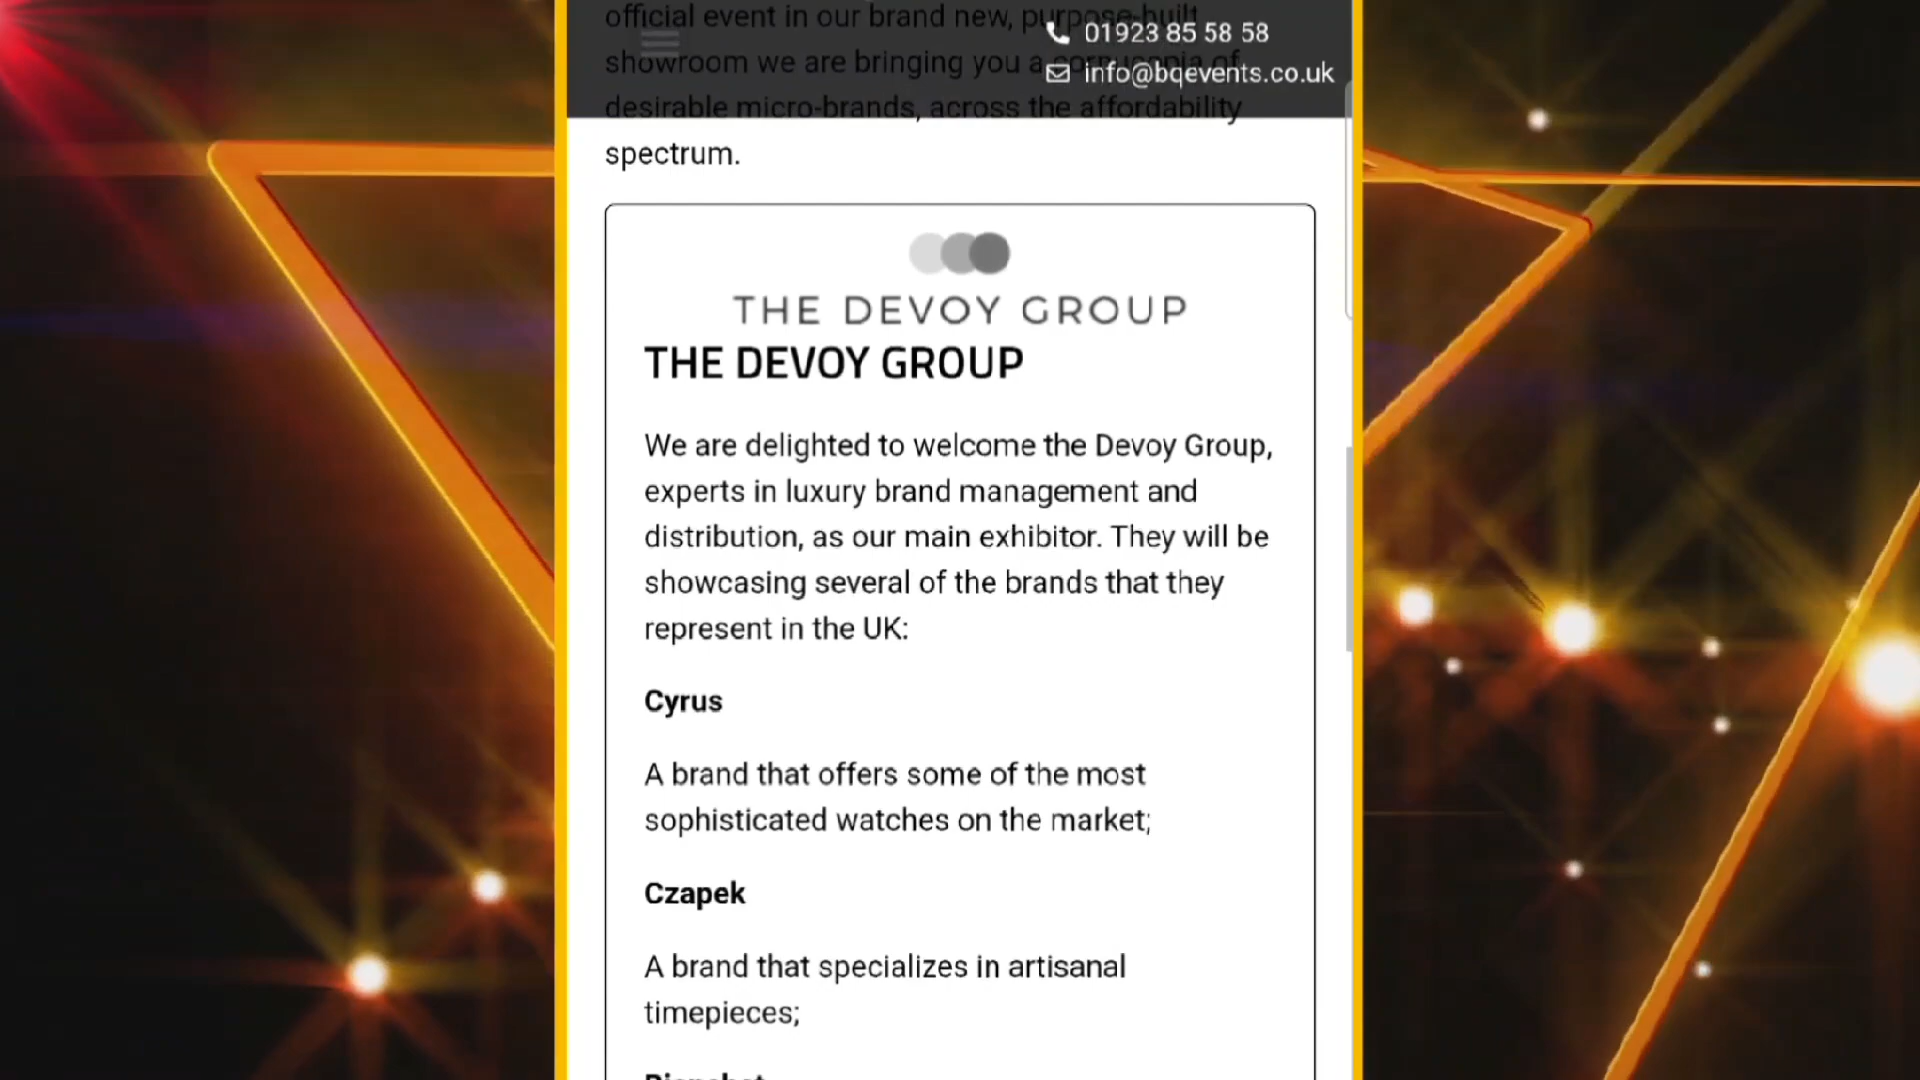 official event in our brand new, purpose-built
01923 85 58 58
showroom we are bringing you a cornucopia of
info@bqevents.co.uk
desirable micro-brands, across the affordability
spectrum.
THE DEVOY GROUP
THE DEVOY GROUP
We are delighted to welcome the Devoy Group,
experts in luxury brand management and
distribution, as our main exhibitor. They will be
showcasing several of the brands that they
represent in the UK:
Cyrus
A brand that offers some of the most
sophisticated watches on the market;
Czapek
A brand that specializes in artisanal
timepieces;